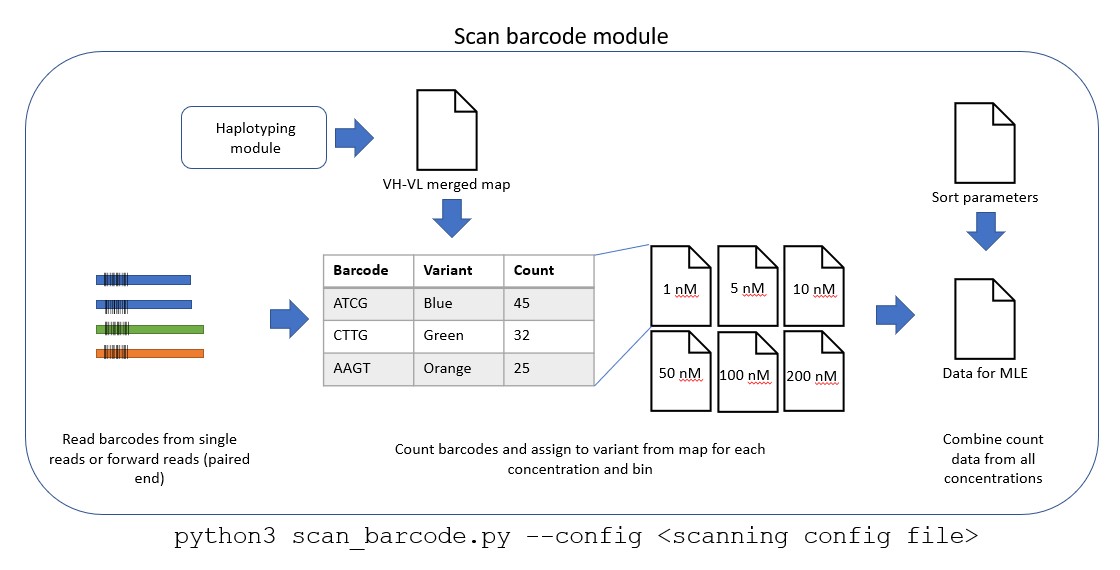 Scan barcode module
Haplotyping
module
VH-VL merged map
Sort parameters
Barcode Variant Count
ATCG Blue 45
CTTG Green 32
AAGT Orange 25
1 nM 5 nM 10 nM
50 nM 100 nM 200 nM
Data for MLE
Read barcodes from single
reads or forward reads (paired
end)
Count barcodes and assign to variant from map for each
concentration and bin
Combine count
data from all
concentrations
python3 scan_barcode.py --config <scanning config file>